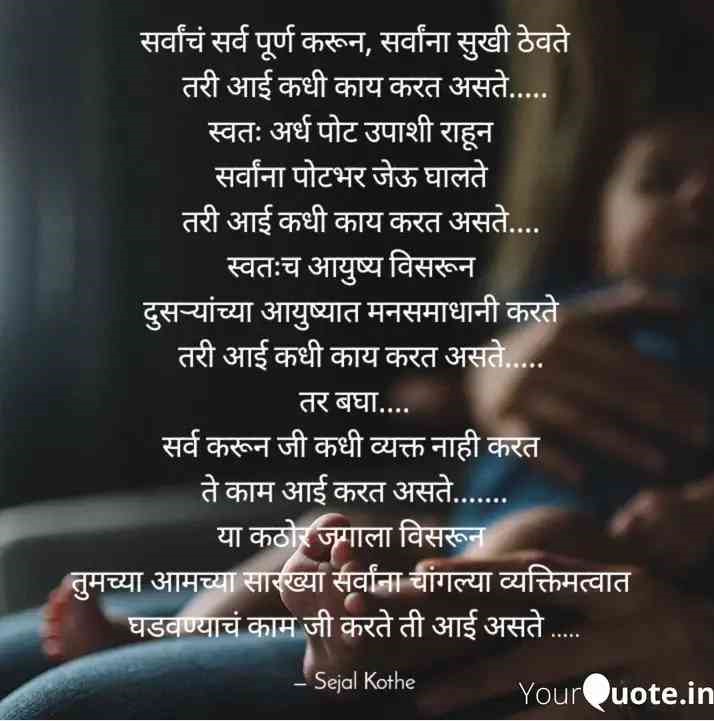 सर्वांचं सर्व पूर्ण करून, सर्वांना सुखी ठेवते
तरी आई कधी काय करत असते.....
स्वतः अर्ध पोट उपाशी राहून
सर्वांना पोटभर जेऊ घालते
तरी आई कधी काय करत असते....
स्वतःच आयुष्य विसरून
दुसऱ्यांच्या आयुष्यात मनसमाधानी करते
तरी आई कधी काय करत असते.....
तर बघा....
सर्व करून जी कधी व्यक्त नाही करत
ते काम आई करत असते.......
या कठोर जगाला विसरून
तुमच्या आमच्या सारख्या सर्वांना चांगल्या व्यक्तिमत्वात
घडवण्याचं काम जी करते ती आई असते .....
– Sejal Kothe
YourQuote.in